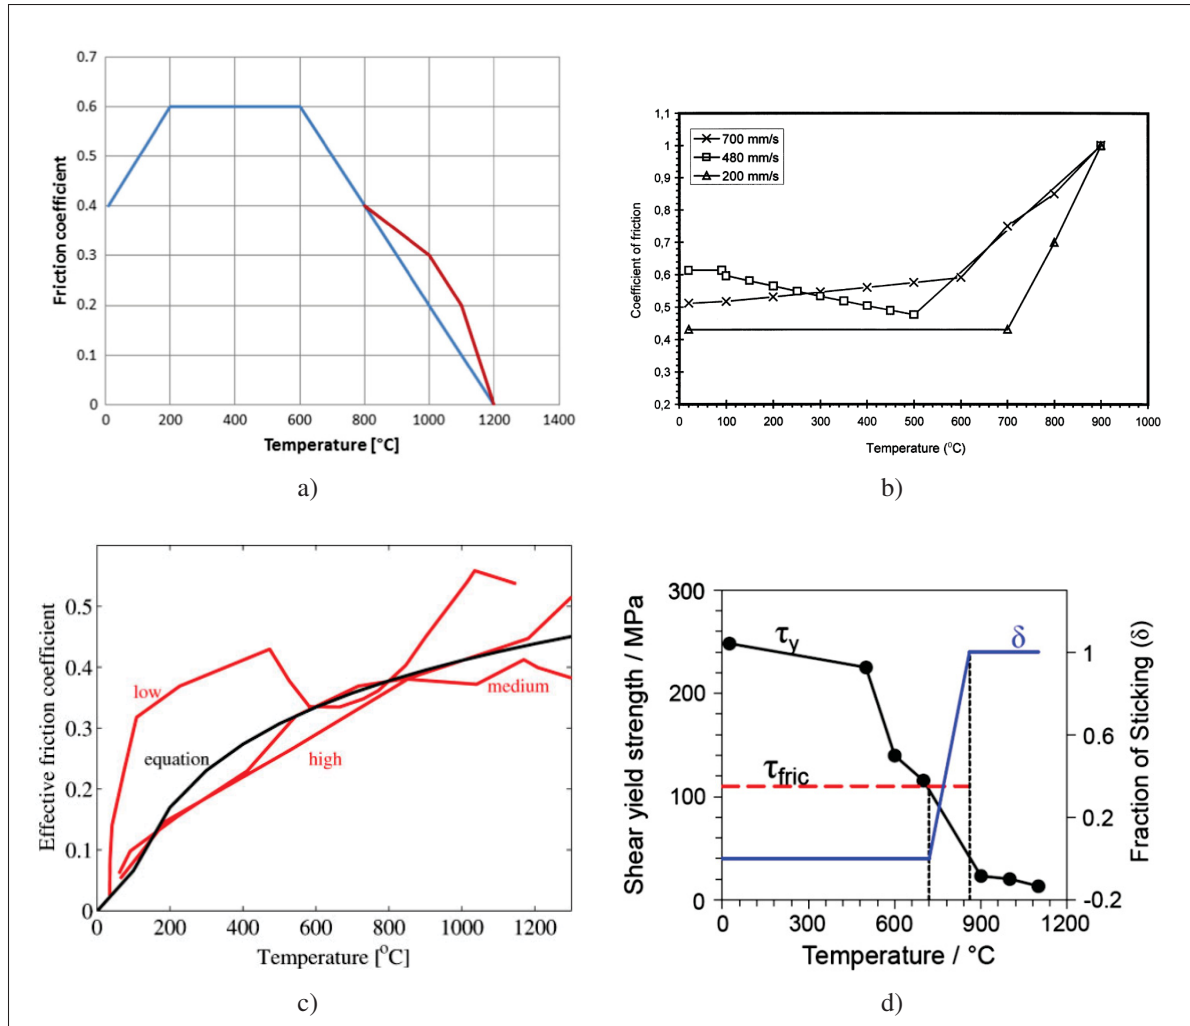 0.7
0.6
0.5
0.4
0.3
0.2
0.1
0
Friction coefficient
0 200 400 600 800 1000 1200 1400
Temperature [°C]
a)
1,1
1
0,9
0,8
0,7
0,6
0,5
0,4
0,3
0,2
Coefficient of friction
700 mm/s
480 mm/s
200 mm/s
0 100 200 300 400 500 600 700 800 900 1000
Temperature (°C)
b)
0.5
0.4
0.3
0.2
0.1
0
Effective friction coefficient
low
equation
high
medium
0 200 400 600 800 1000 1200
Temperature [°C]
c)
300
200
100
0
Shear yield strength / MPa
τy
τfric
δ
1
0.6
0.2
-0.2
Fraction of Sticking (δ)
0 300 600 900 1200
Temperature / °C
d)